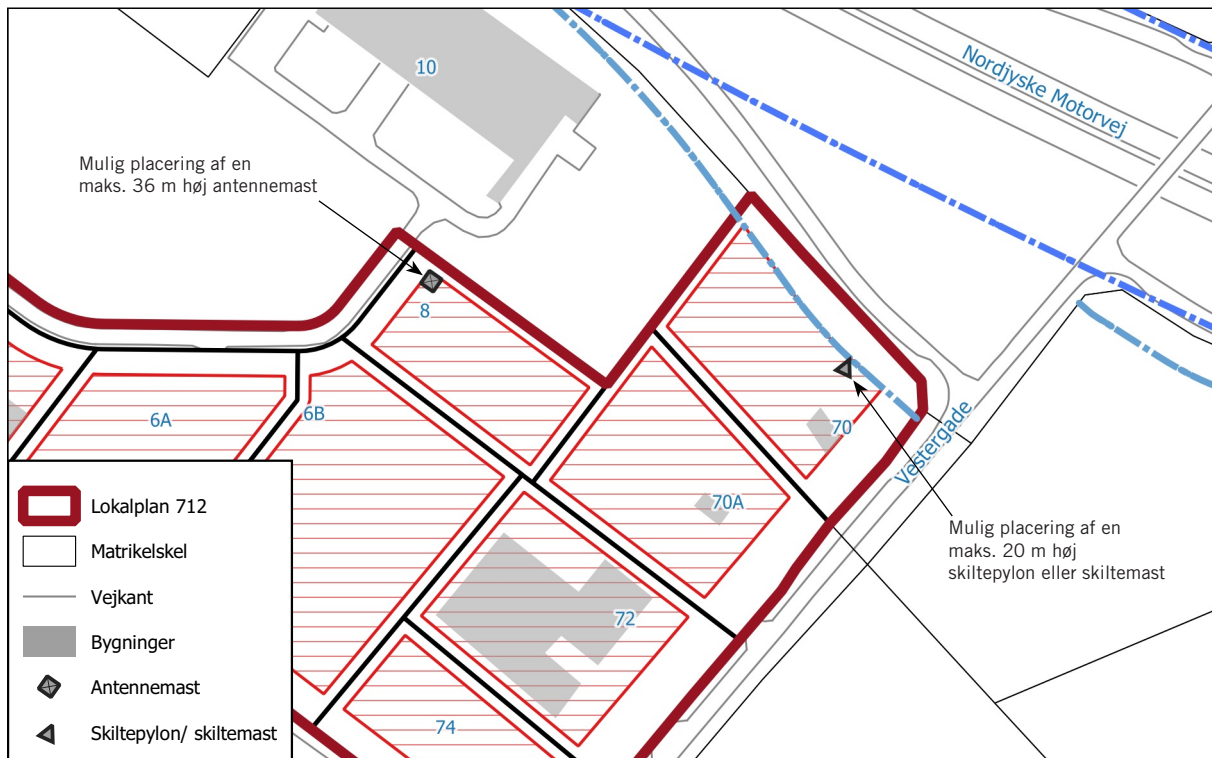 10
Nordjyske Motorvej
Mulig placering af en
maks. 36 m høj antennemast
8
6A
6B
70
Vestergade
70A
72
74
Mulig placering af en
maks. 20 m høj
skiltepylon eller skiltemast
Lokalplan 712
Matrikelskel
Vejkant
Bygninger
Antennemast
Skiltepylon/ skiltemast